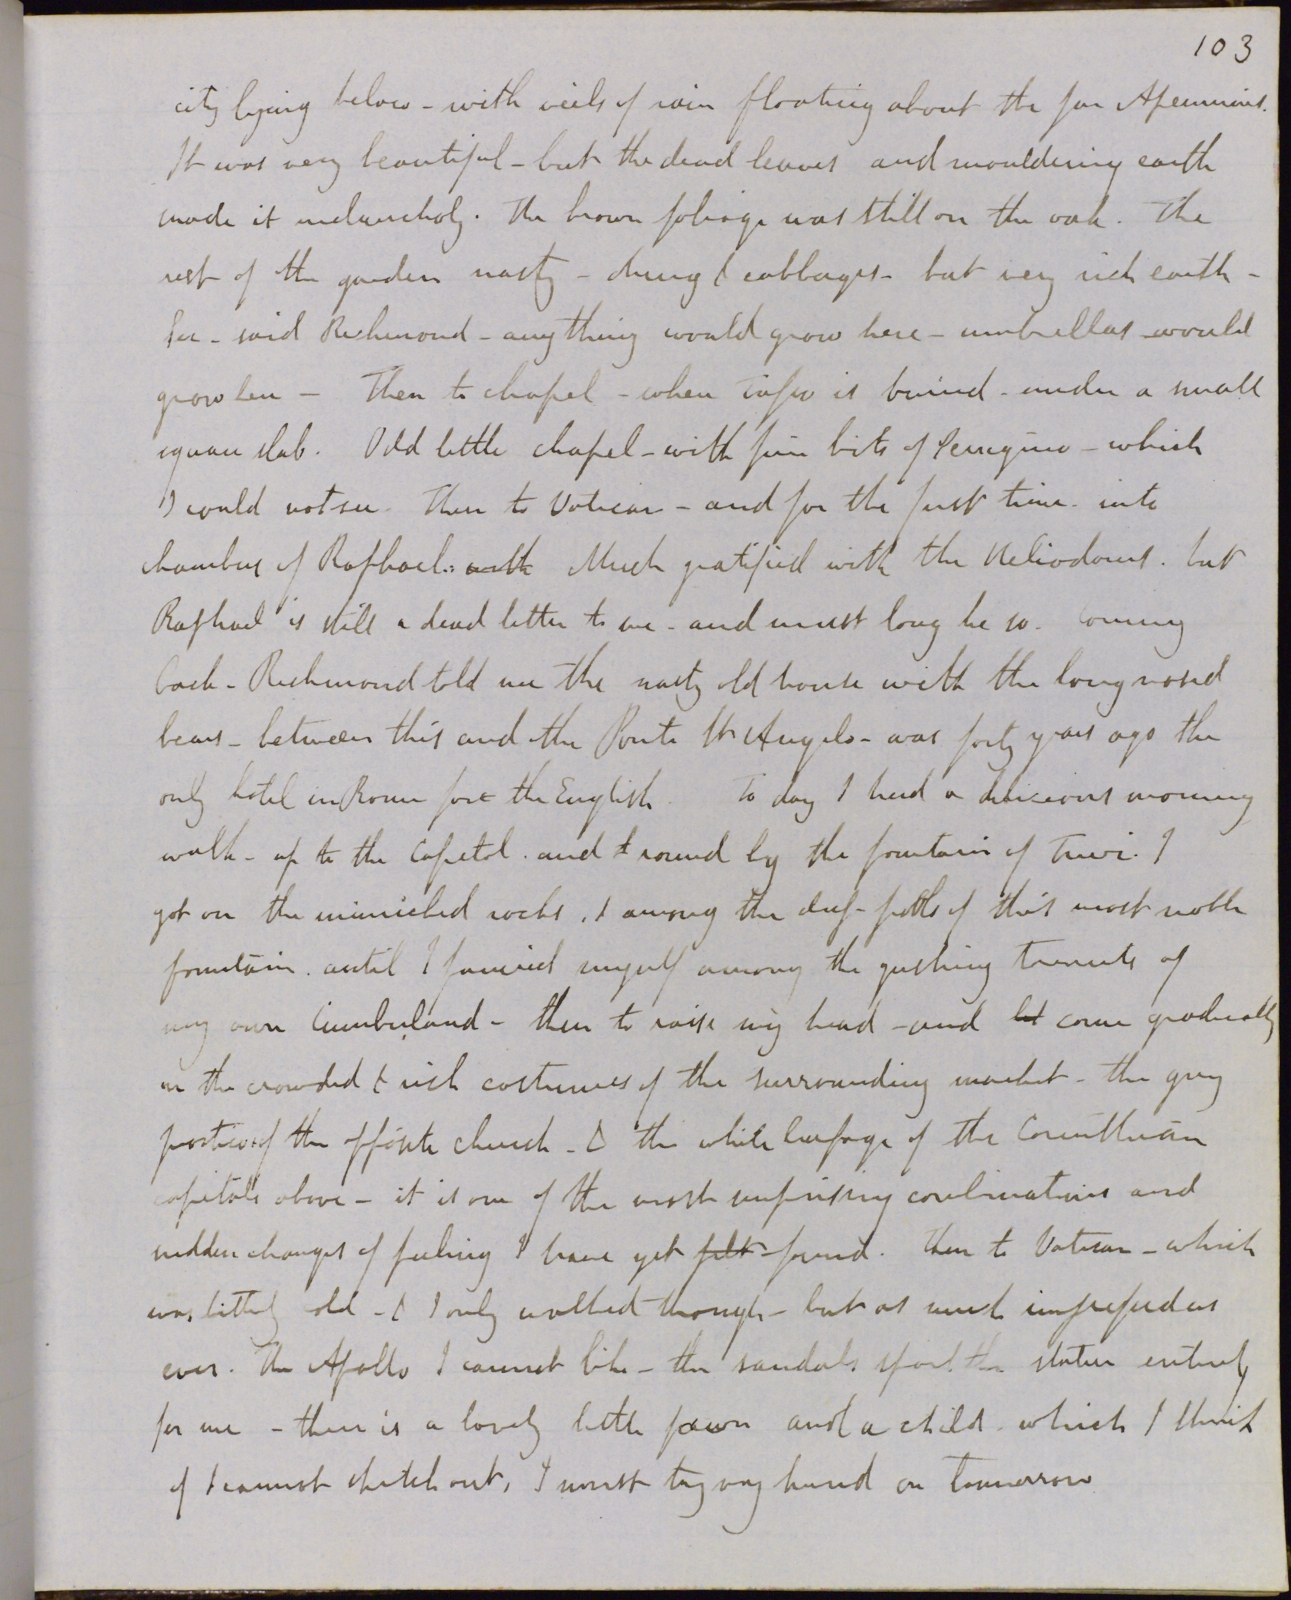 103
city lying below - with veils of rain floating about the far Apennines.
It was very beautiful - but the dead leaves and mouldering earth
made it melancholy. The brown foliage was still on the oak. The
rest of the garden nasty - dung & cabbages - but very rich earth -
Sir - said Richmond - anything would grow here - umbrellas would
grow here - Then to chapel - where Tasso is buried - under a small
square slab. Odd little chapel - with fine bits of Perugino - which
I could not see. Then to Vatican - and for the first time - into
chambers of Raphael. with Much gratified with the Heliodorus. but
Raphael is still a dead letter to me - and must long be so. Coming
back - Richmond told me the nasty old house with the long nosed
bears - between this and the Ponte St Angelo - was forty years ago the
only hotel in Rome for the English. To day I had a delicious morning
walk - up to the Capitol. and & round by the fountain of Trevi. I
got on the mimicked rocks, & among the deep falls of this most noble
fountain. until I fancied myself among the gushing torrents of
my own Cumberland - then to raise my head - and let come gradually
on the crowded & rich costumes of the surrounding market - the grey
portico of the opposite church - & the white leafage of the Corinthian
capitals above - it is one of the most surprising combinations and
sudden changes of feeling I have yet felt found. Then to Vatican - which
was bitterly cold - & I only walked through - but as much impressed as
ever. The Apollo I cannot like - the sandals spoil the statue entirely
for me - there is a lovely little fawn and a child - which I think
if I cannot sketch out, I must try my hand on tomorrow